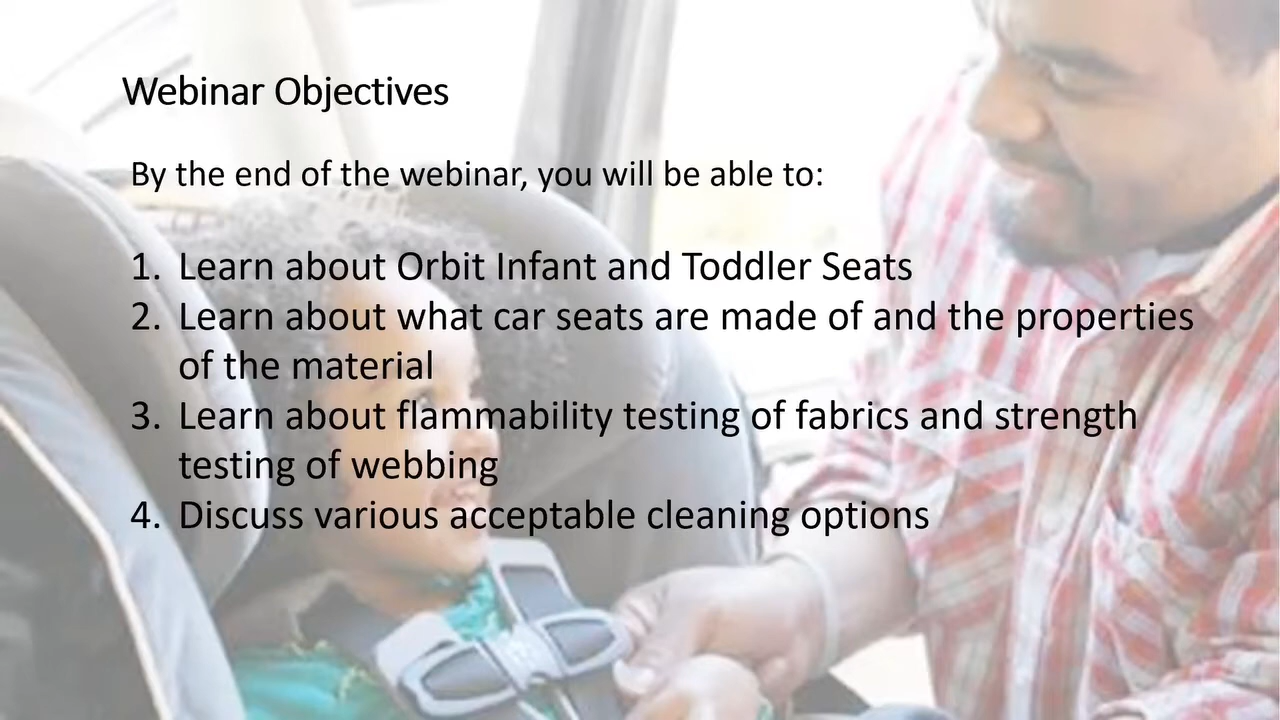 Webinar Objectives
By the end of the webinar, you will be able to:
1. Learn about Orbit Infant and Toddler Seats
2. Learn about what car seats are made of and the properties
of the material
3. Learn about flammability testing of fabrics and strength
testing of webbing
4. Discuss various acceptable cleaning options